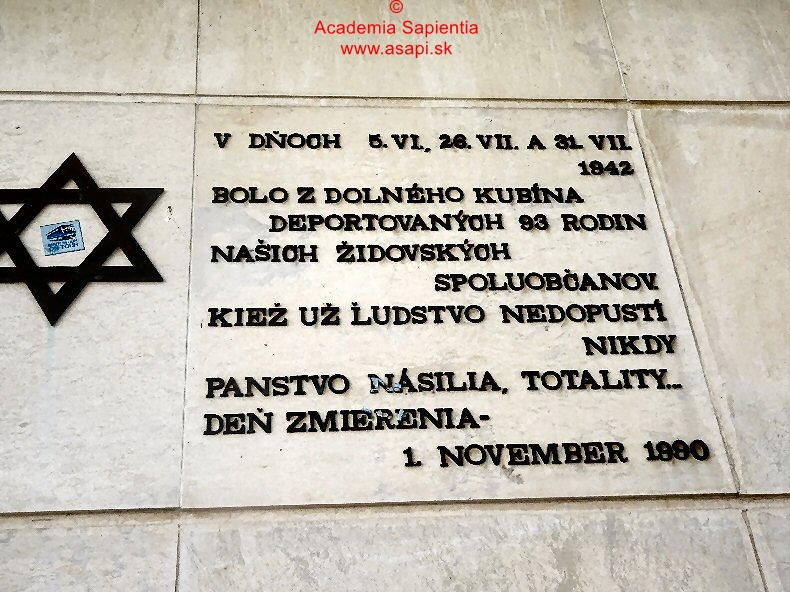 ©
Academia Sapientia
www.asapi.sk
V DŇOCH 5. VI., 26. VII. A 31. VII.
1942
BOLO Z DOLNÉHO KUBÍNA
DEPORTOVANÝCH 93 RODIN
NAŠICH ŽIDOVSKÝCH
SPOLUOBČANOV.
KIEŽ UŽ ĽUDSTVO NEDOPUSTÍ
NIKDY
PANSTVO NÁSILIA, TOTALITY...
DEŇ ZMIERENIA-
1. NOVEMBER 1990